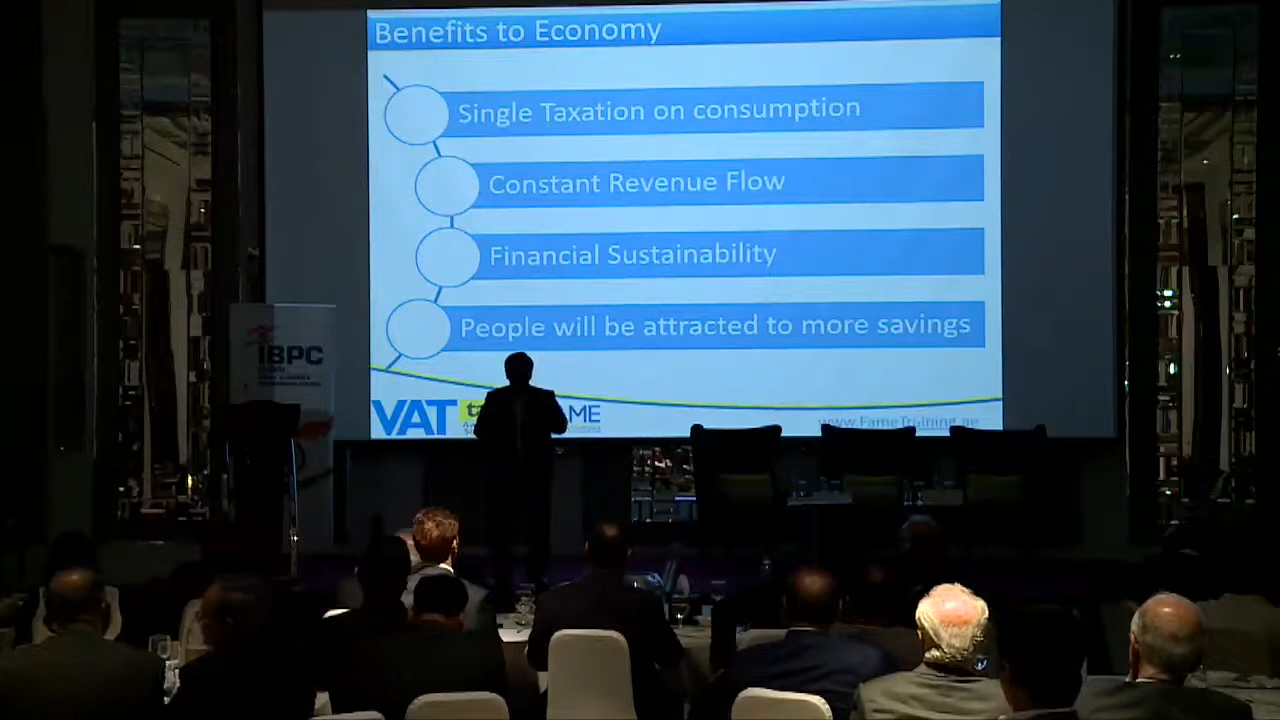 Benefits to Economy
Single Taxation on consumption
Constant Revenue Flow
Financial Sustainability
People will be attracted to more savings
IBPC
VAT
ME
www.FameTraining.ae